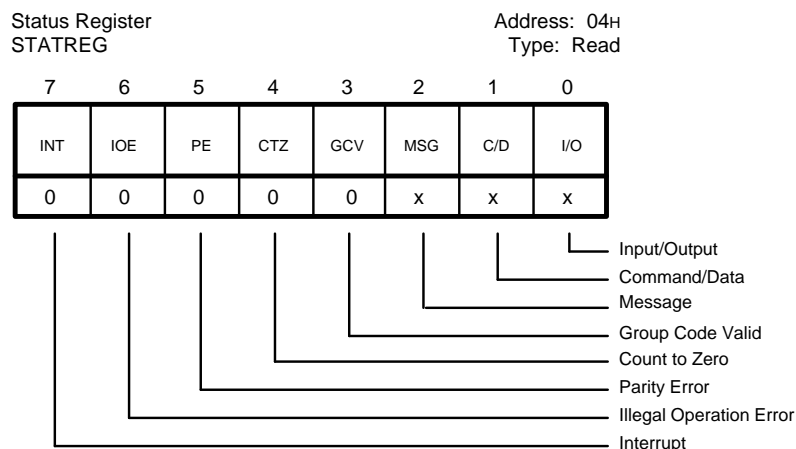 Status Register Address: 04H
STATREG Type: Read
7 6 5 4 3 2 1 0
INT IOE PE CTZ GCV MSG C/D I/O
0 0 0 0 0 x x x
Input/Output
Command/Data
Message
Group Code Valid
Count to Zero
Parity Error
Illegal Operation Error
Interrupt